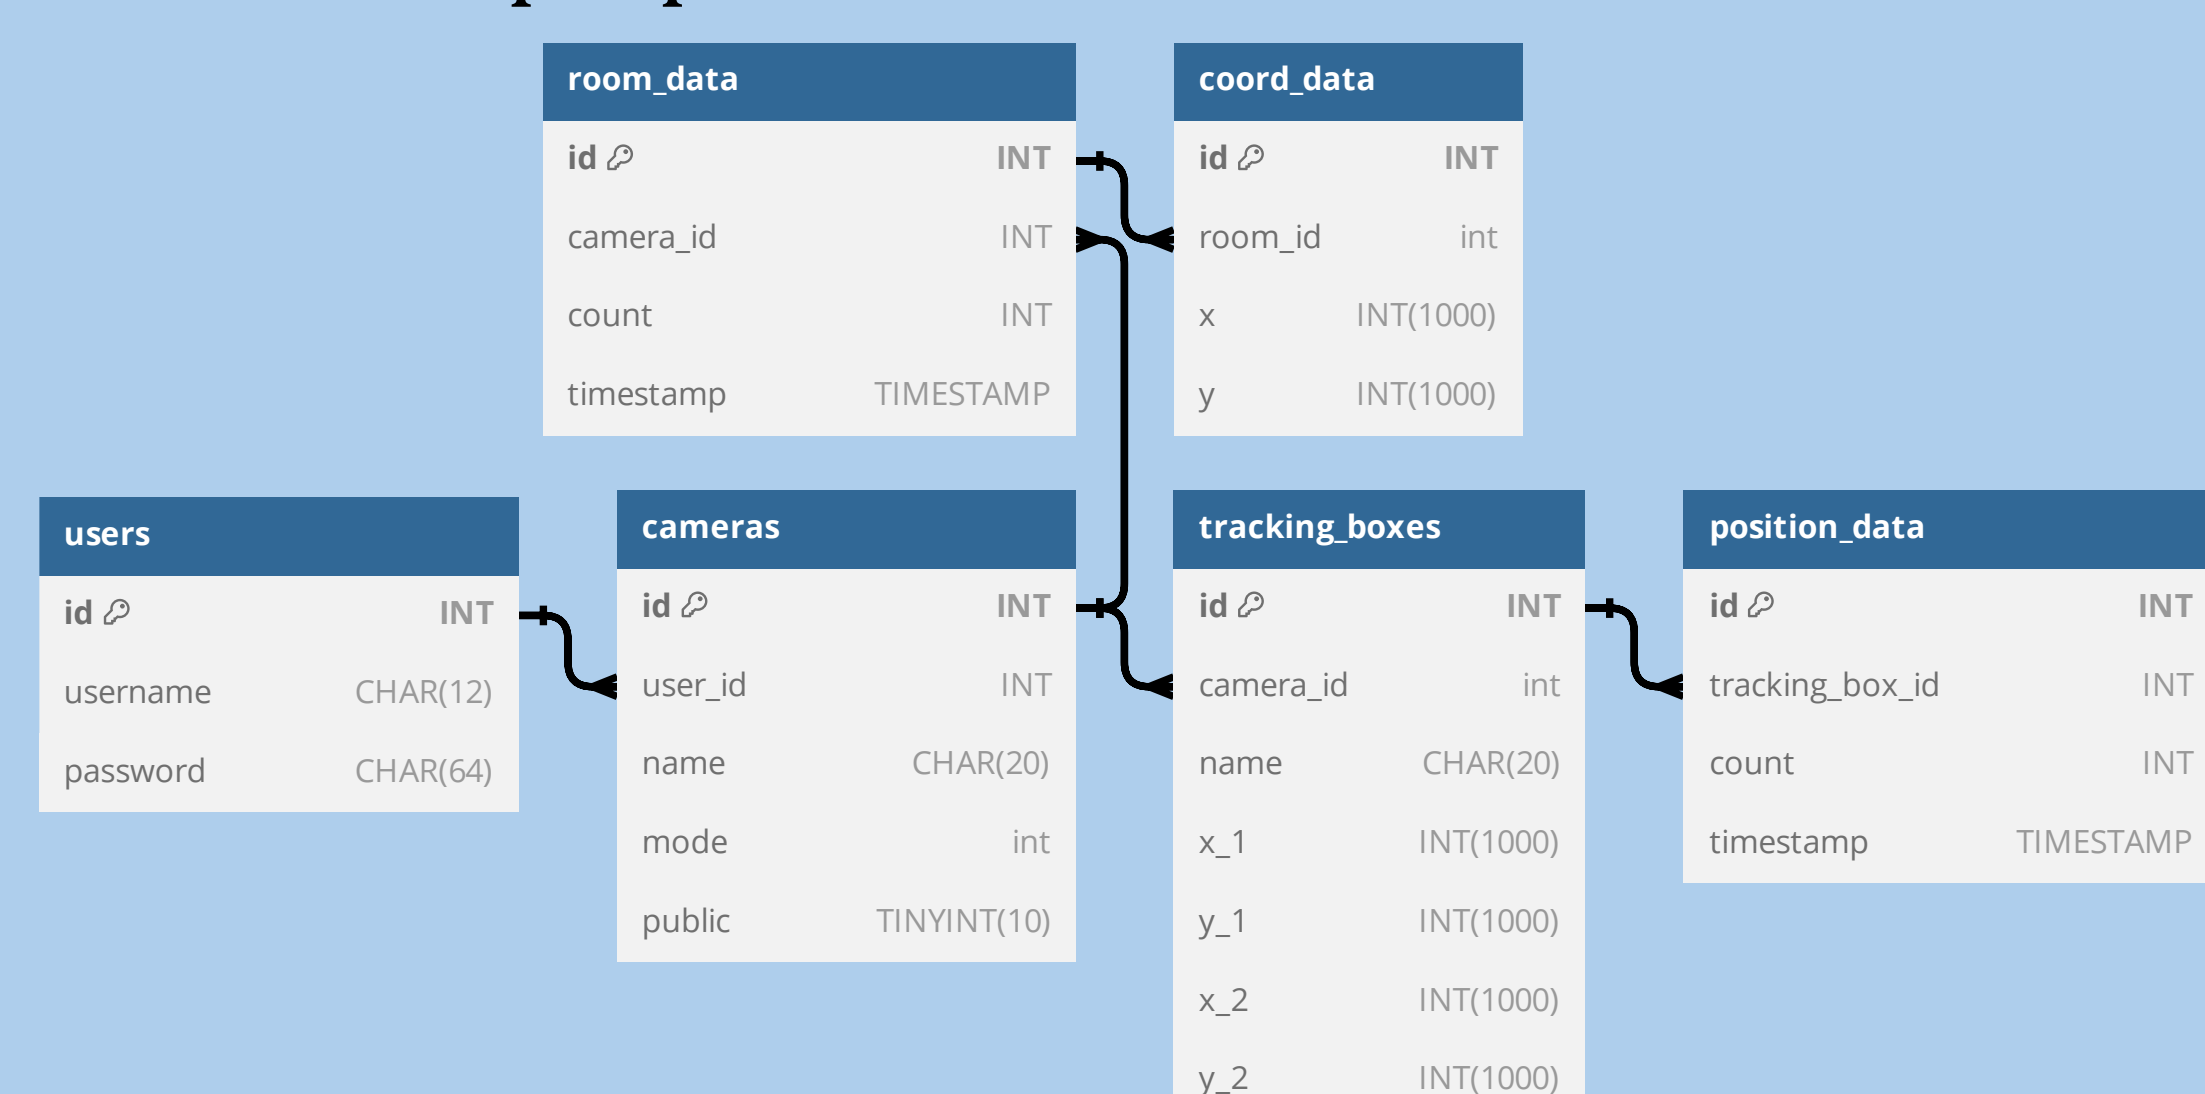 room_data
id INT
camera_id INT
count INT
timestamp TIMESTAMP
coord_data
id INT
room_id int
x INT(1000)
y INT(1000)
users
id INT
username CHAR(12)
password CHAR(64)
cameras
id INT
user_id INT
name CHAR(20)
mode int
public TINYINT(10)
tracking_boxes
id INT
camera_id int
name CHAR(20)
x_1 INT(1000)
y_1 INT(1000)
x_2 INT(1000)
y_2 INT(1000)
position_data
id INT
tracking_box_id INT
count INT
timestamp TIMESTAMP